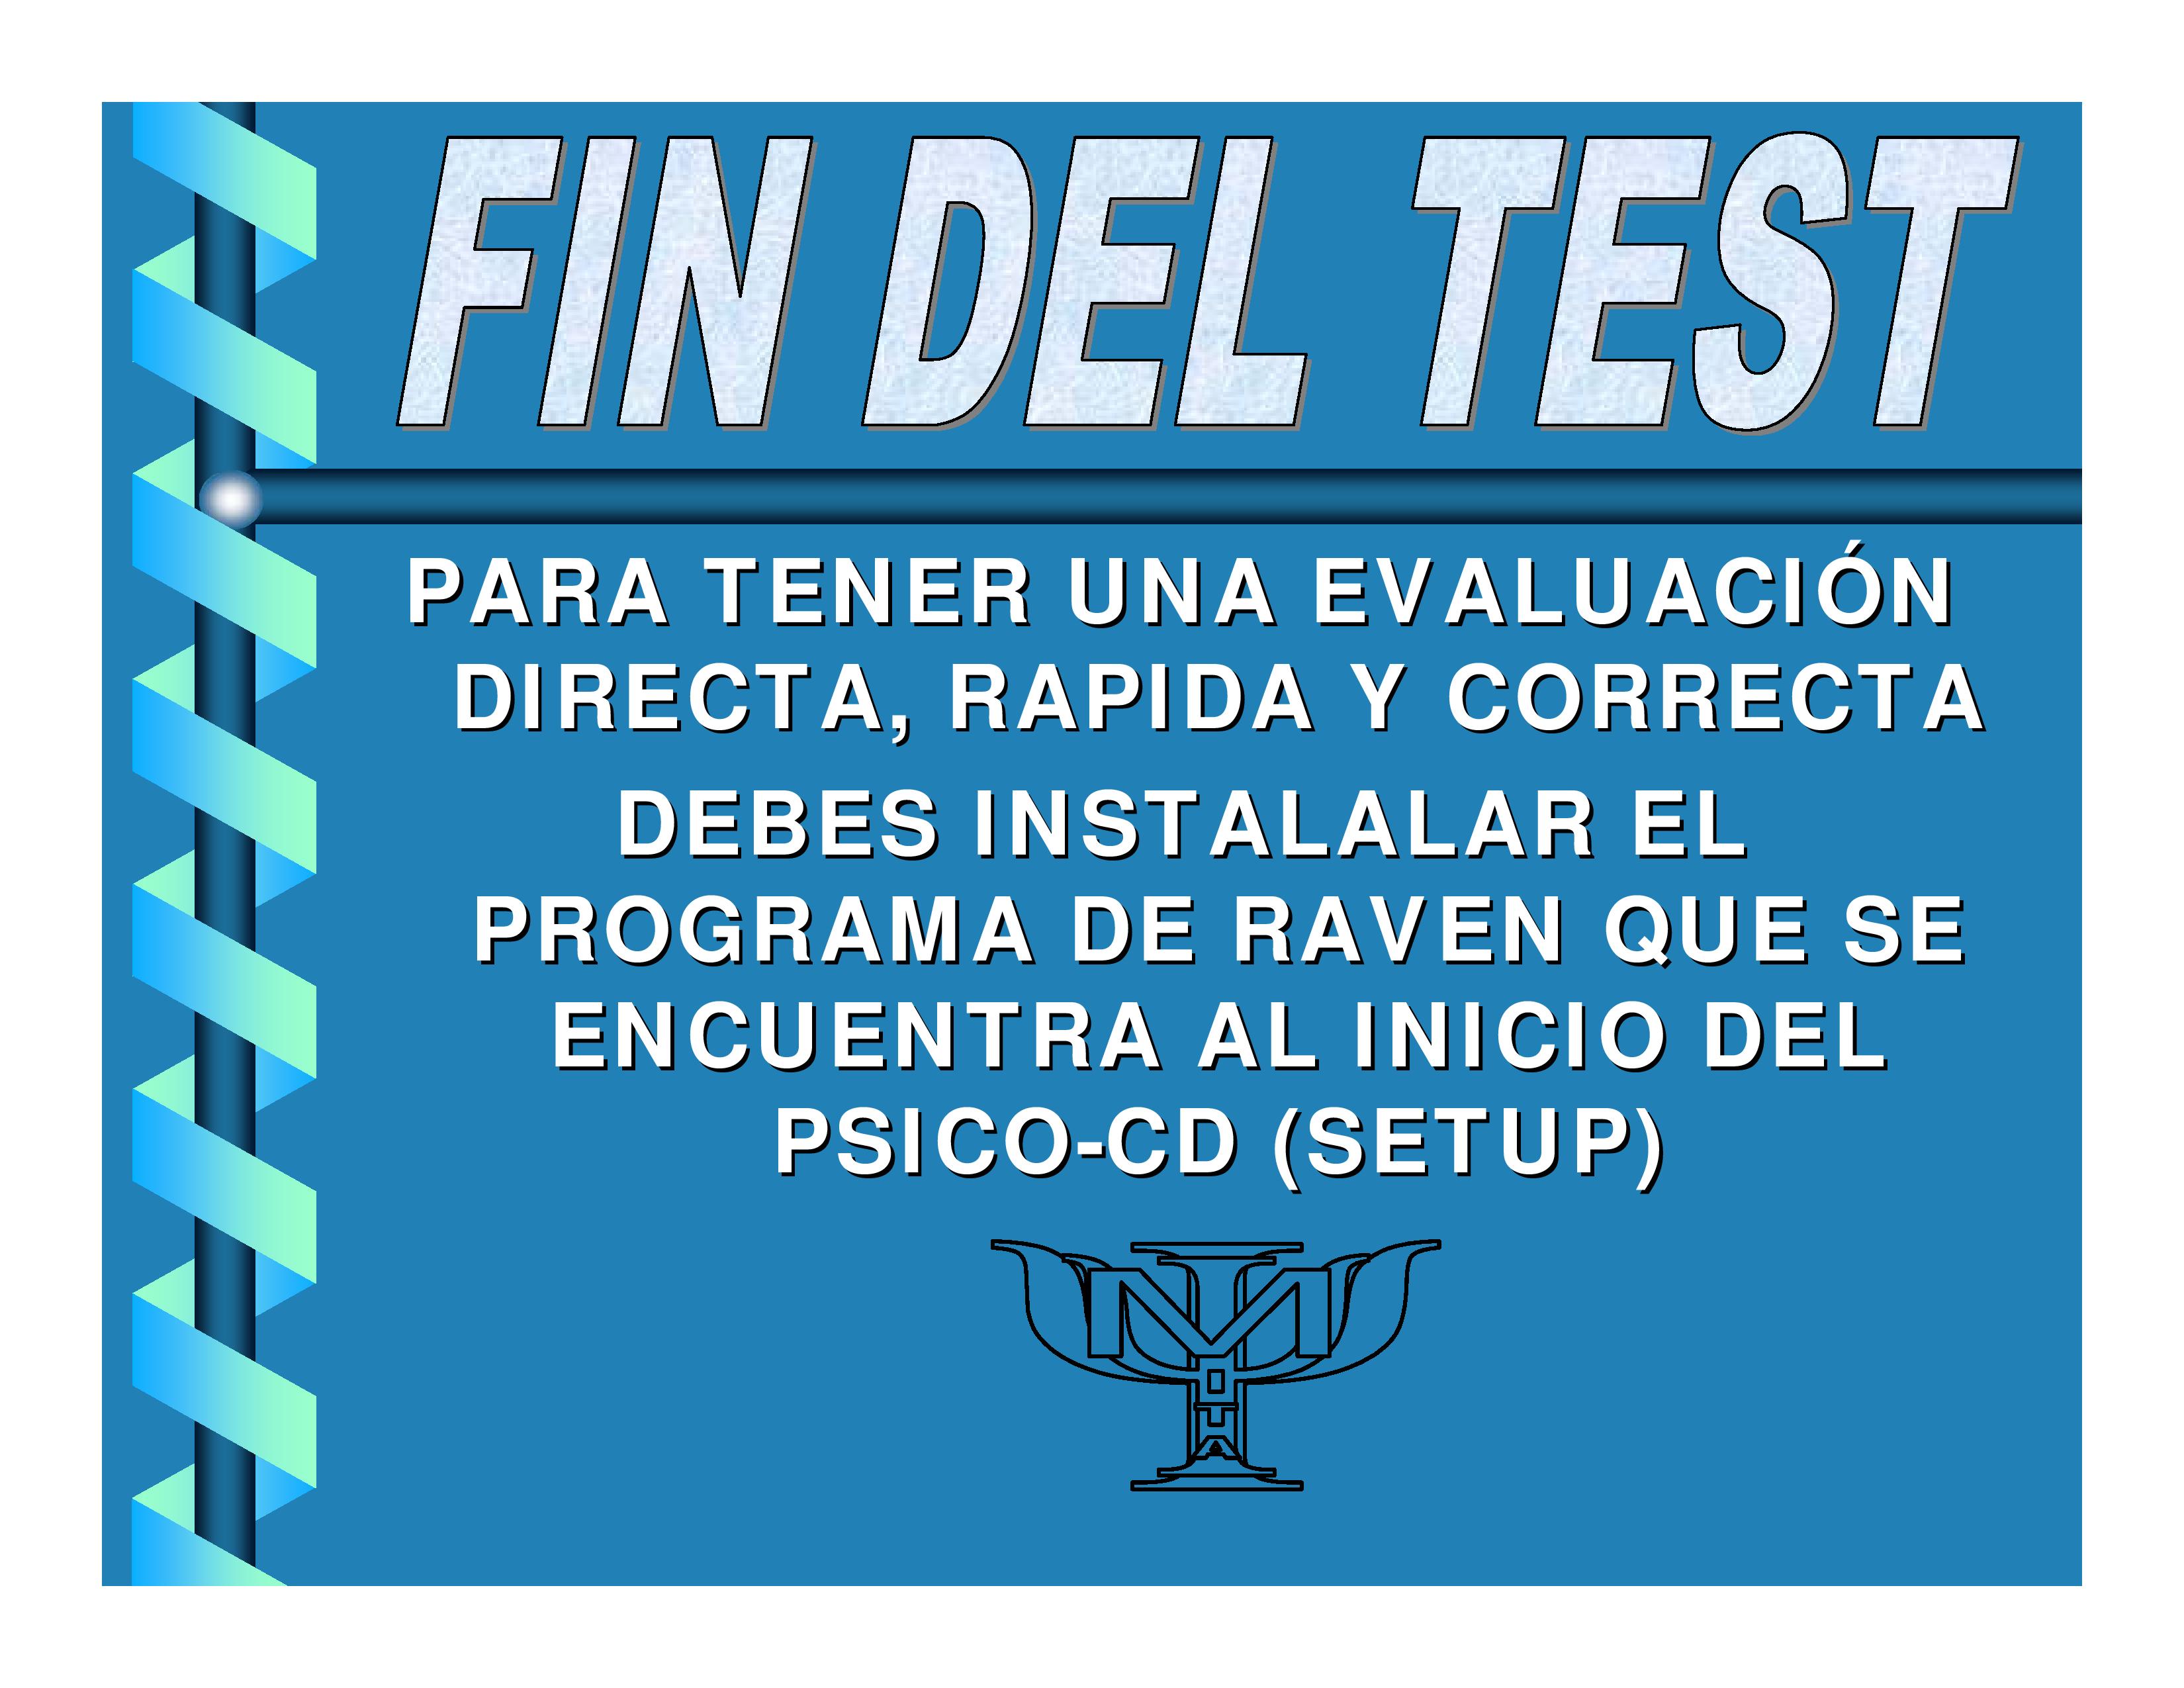 FIN DEL TEST
PARA TENER UNA EVALUACIÓN
DIRECTA, RAPIDA Y CORRECTA
DEBES INSTALALAR EL
PROGRAMA DE RAVEN QUE SE
ENCUENTRA AL INICIO DEL
PSICO-CD (SETUP)